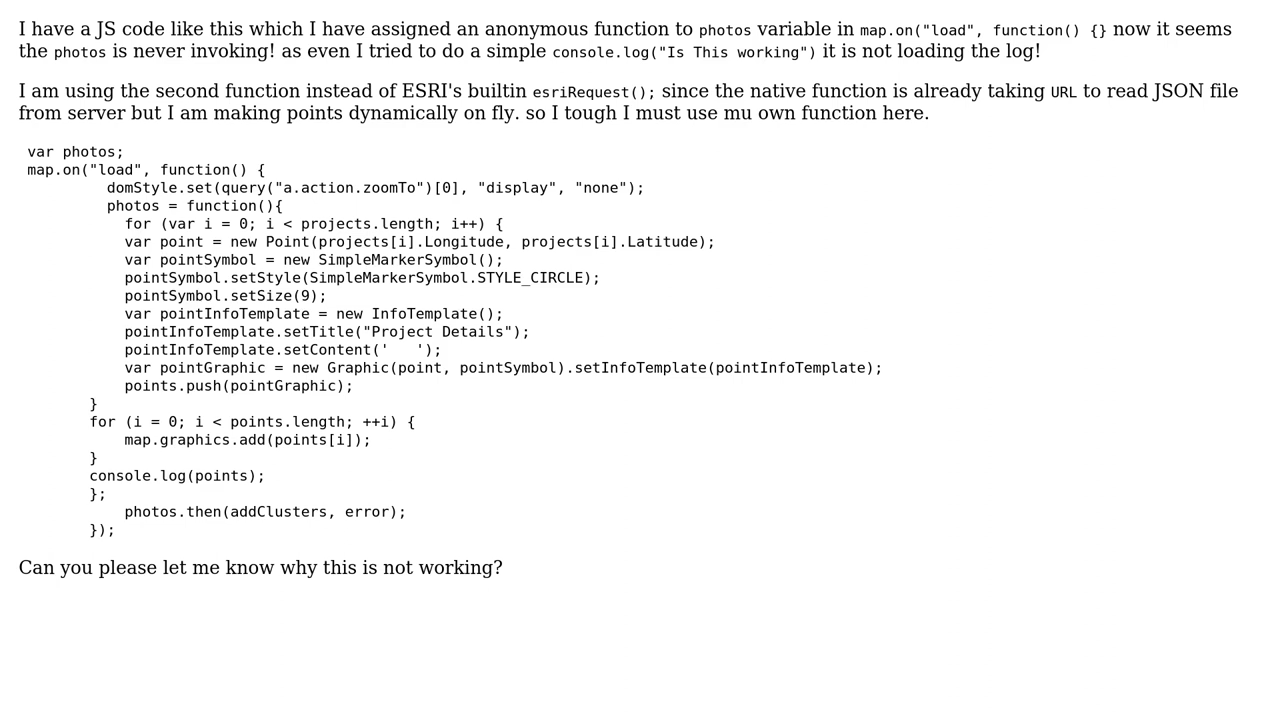 I have a JS code like this which I have assigned an anonymous function to photos variable in map.on("load", function() {} now it seems
the photos is never invoking! as even I tried to do a simple console.log("Is This working") it is not loading the log!
I am using the second function instead of ESRI's builtin esriRequest(); since the native function is already taking URL to read JSON file
from server but I am making points dynamically on fly. so I tough I must use mu own function here.
var photos;
map.on("load", function() {
domStyle.set(query("a.action.zoomTo")[0], "display", "none");
photos = function(){
for (var i = 0; i < projects.length; i++) {
var point = new Point(projects[i].Longitude, projects[i].Latitude);
var pointSymbol = new SimpleMarkerSymbol();
pointSymbol.setStyle(SimpleMarkerSymbol.STYLE_CIRCLE);
pointSymbol.setSize(9);
var pointInfoTemplate = new InfoTemplate();
pointInfoTemplate.setTitle("Project Details");
pointInfoTemplate.setContent('   ');
var pointGraphic = new Graphic(point, pointSymbol).setInfoTemplate(pointInfoTemplate);
points.push(pointGraphic);
}
for (i = 0; i < points.length; ++i) {
map.graphics.add(points[i]);
}
console.log(points);
};
photos.then(addClusters, error);
});
Can you please let me know why this is not working?